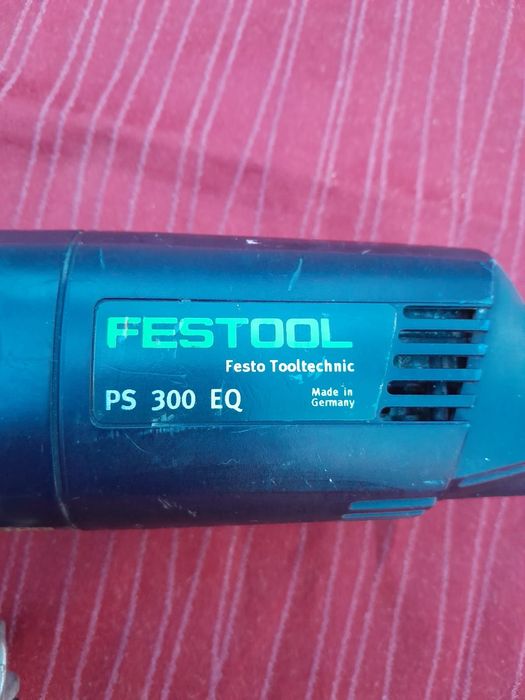 FESTOOL
Festo Tooltechnic
PS 300 EQ
Made in
Germany